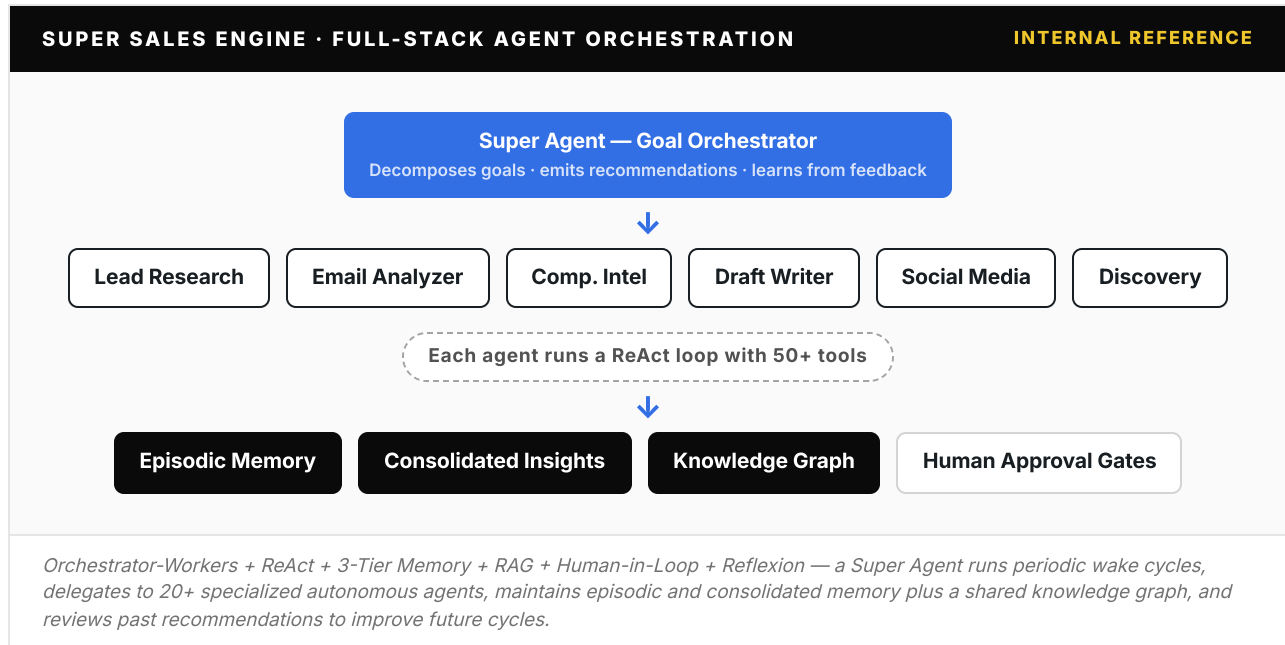 SUPER SALES ENGINE · FULL-STACK AGENT ORCHESTRATION
INTERNAL REFERENCE
Super Agent — Goal Orchestrator
Decomposes goals · emits recommendations · learns from feedback
Lead Research
Email Analyzer
Comp. Intel
Draft Writer
Social Media
Discovery
Each agent runs a ReAct loop with 50+ tools
Episodic Memory
Consolidated Insights
Knowledge Graph
Human Approval Gates
Orchestrator-Workers + ReAct + 3-Tier Memory + RAG + Human-in-Loop + Reflexion — a Super Agent runs periodic wake cycles,
delegates to 20+ specialized autonomous agents, maintains episodic and consolidated memory plus a shared knowledge graph, and
reviews past recommendations to improve future cycles.